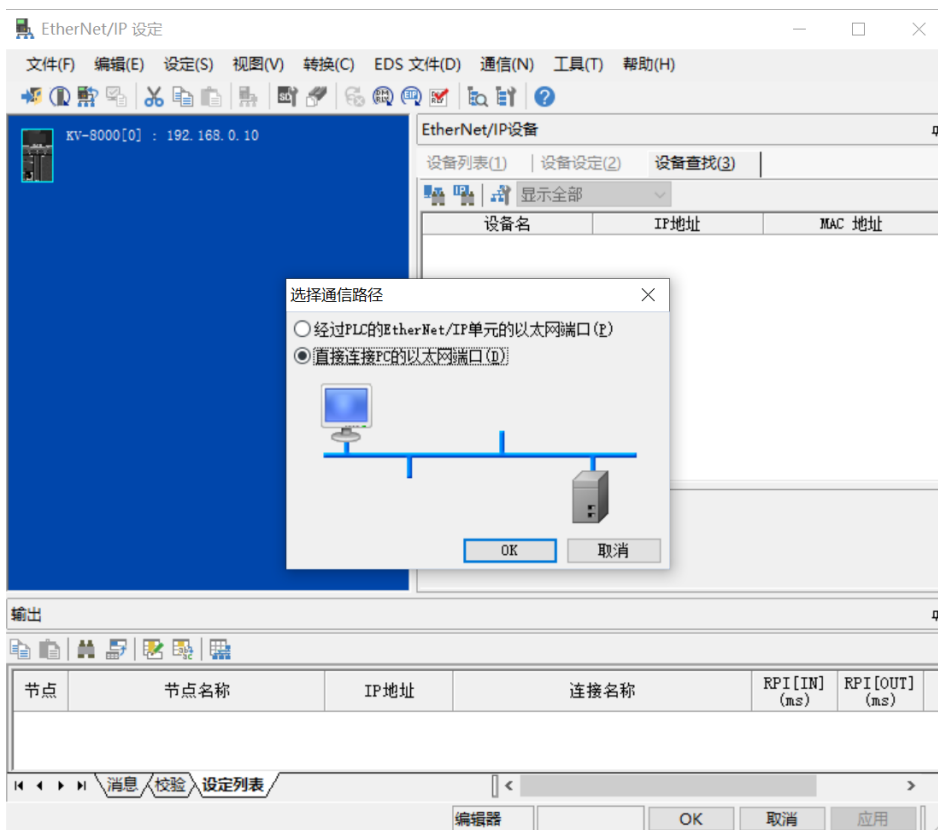 EtherNet/IP 设定
文件(F) 编辑(E) 设定(S) 视图(V) 转换(C) EDS 文件(D) 通信(N) 工具(T) 帮助(H)
KV-8000[0] : 192.168.0.10
EtherNet/IP设备
设备列表(1) 设备设定(2) 设备查找(3)
显示全部
设备名 IP地址 MAC 地址
选择通信路径
经过PLC的EtherNet/IP单元的以太网端口(P)
直接连接PC的以太网端口(D)
OK 取消
输出
节点 节点名称 IP地址 连接名称 RPI[IN] (ms) RPI[OUT] (ms)
消息 校验 设定列表
编辑器 OK 取消 应用